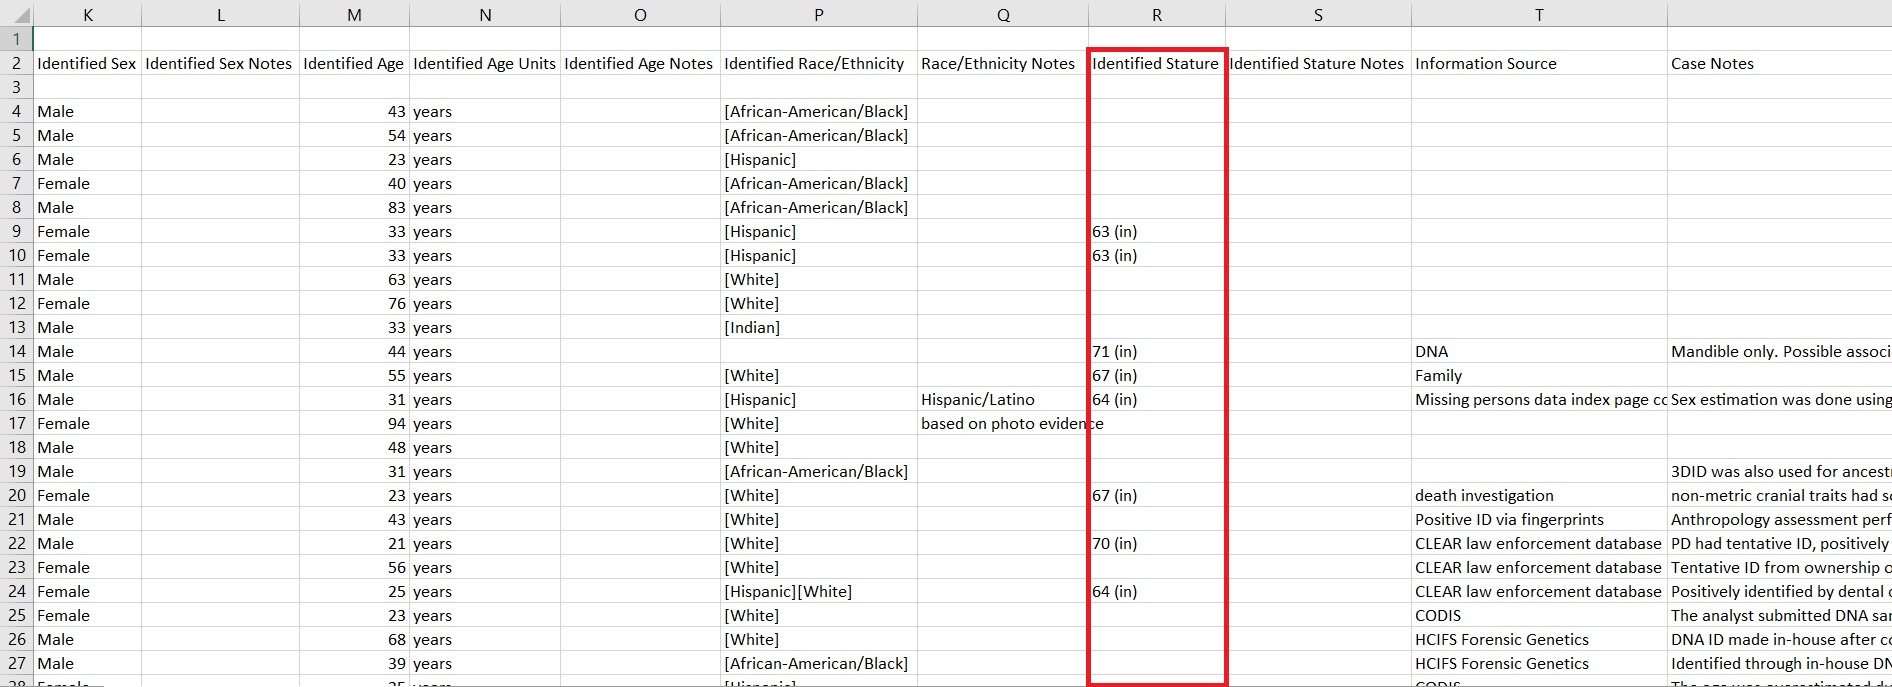 K L M N O P Q R S T
1
2 Identified Sex Identified Sex Notes Identified Age Identified Age Units Identified Age Notes Identified Race/Ethnicity Race/Ethnicity Notes Identified Stature Identified Stature Notes Information Source Case Notes
3
4 Male 43 years [African-American/Black]
5 Male 54 years [African-American/Black]
6 Male 23 years [Hispanic]
7 Female 40 years [African-American/Black]
8 Male 83 years [African-American/Black]
9 Female 33 years [Hispanic] 63 (in)
10 Female 33 years [Hispanic] 63 (in)
11 Male 63 years [White]
12 Female 76 years [White]
13 Male 33 years [Indian]
14 Male 44 years 71 (in) DNA Mandible only. Possible associ
15 Male 55 years [White] 67 (in) Family
16 Male 31 years [Hispanic] Hispanic/Latino 64 (in) Missing persons data index page cc Sex estimation was done using
17 Female 94 years [White] based on photo evidence
18 Male 48 years [White]
19 Male 31 years [African-American/Black] 3DID was also used for ancestr
20 Female 23 years [White] 67 (in) death investigation non-metric cranial traits had sc
21 Male 43 years [White] Positive ID via fingerprints Anthropology assessment perf
22 Male 21 years [White] 70 (in) CLEAR law enforcement database PD had tentative ID, positively
23 Female 56 years [White] CLEAR law enforcement database Tentative ID from ownership o
24 Female 25 years [Hispanic][White] 64 (in) CLEAR law enforcement database Positively identified by dental
25 Female 23 years [White] CODIS The analyst submitted DNA sar
26 Male 68 years [White] HCIFS Forensic Genetics DNA ID made in-house after cc
27 Male 39 years [African-American/Black] HCIFS Forensic Genetics Identified through in-house DN